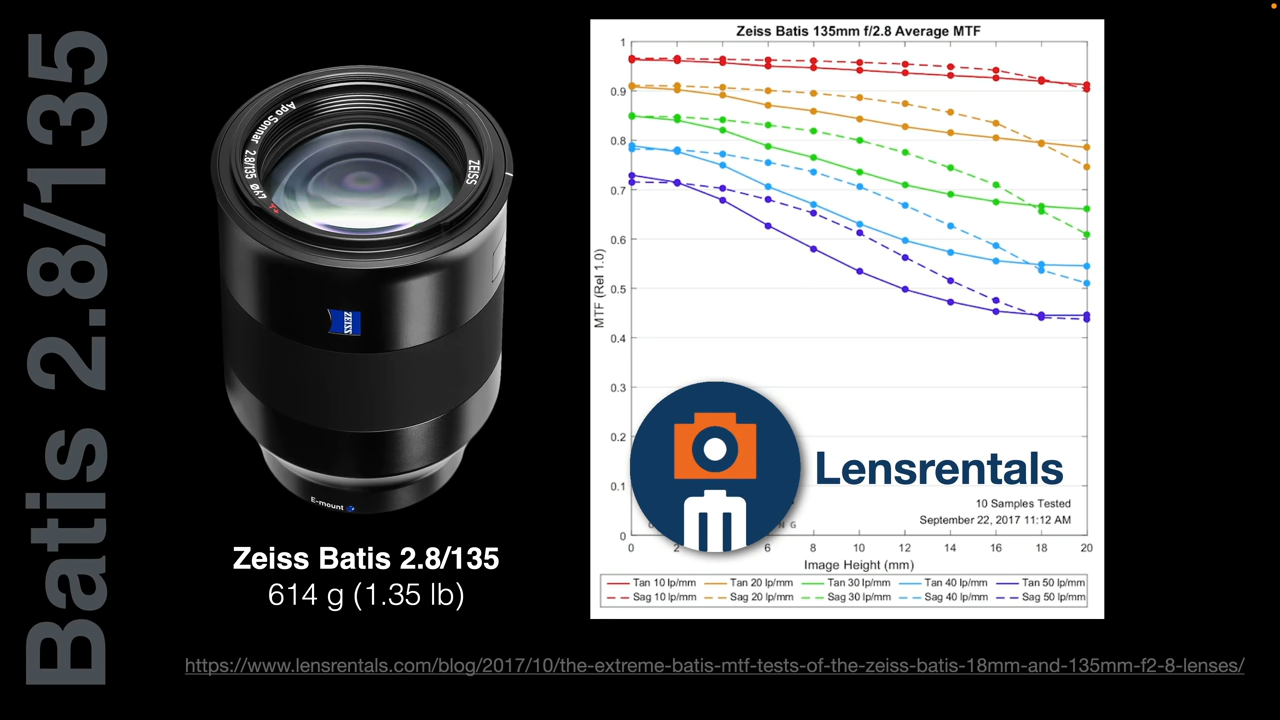 Batis 2.8/135
Apo Sonnar 2.8/135
T*
ZEISS
ZEISS
E-mount
Zeiss Batis 2.8/135
614 g (1.35 lb)
Zeiss Batis 135mm f/2.8 Average MTF
1
0.9
0.8
0.7
0.6
0.5
0.4
0.3
0.2
0.1
0
MTF (Rel 1.0)
Lensrentals
10 Samples Tested
September 22, 2017 11:12 AM
0 2 6 8 10 12 14 16 18 20
Image Height (mm)
Tan 10 lp/mm Tan 20 lp/mm Tan 30 lp/mm Tan 40 lp/mm Tan 50 lp/mm
Sag 10 lp/mm Sag 20 lp/mm Sag 30 lp/mm Sag 40 lp/mm Sag 50 lp/mm
https://www.lensrentals.com/blog/2017/10/the-extreme-batis-mtf-tests-of-the-zeiss-batis-18mm-and-135mm-f2-8-lenses/